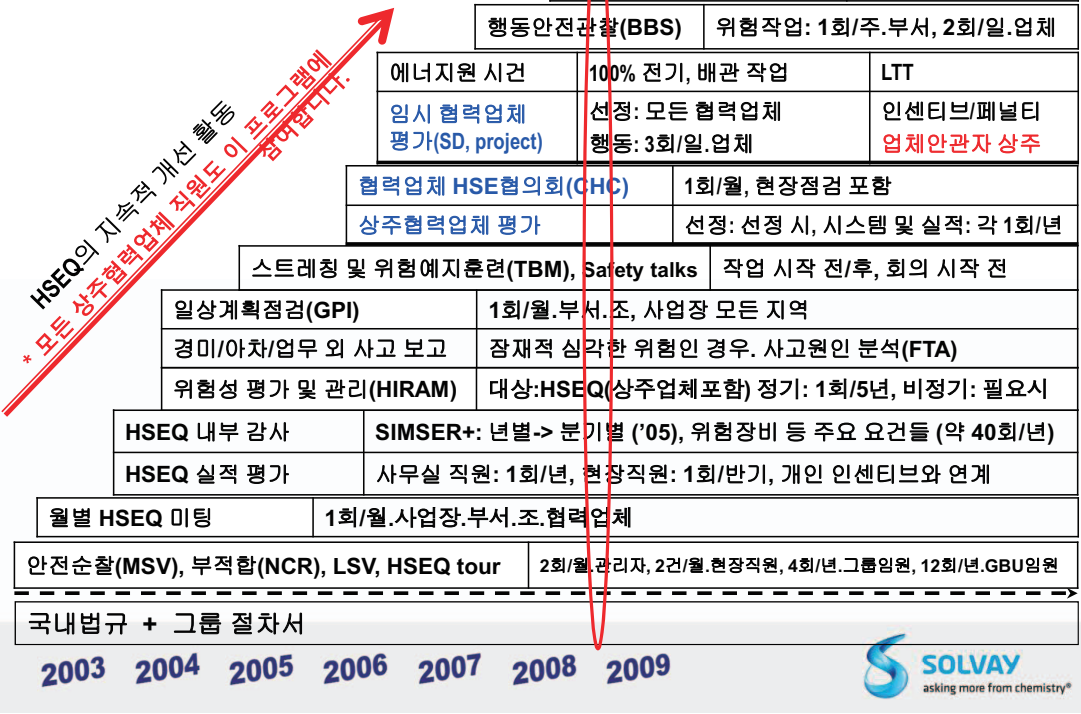 행동안전관찰(BBS) 위험작업: 1회/주.부서, 2회/일.업체
에너지원 시건 100% 전기, 배관 작업 LTT
임시 협력업체 평가(SD, project) 선정: 모든 협력업체 행동: 3회/일.업체 인센티브/페널티 업체안관자 상주
협력업체 HSE협의회(CHC) 1회/월, 현장점검 포함
상주협력업체 평가 선정: 선정 시, 시스템 및 실적: 각 1회/년
스트레칭 및 위험예지훈련(TBM), Safety talks 작업 시작 전/후, 회의 시작 전
일상계획점검(GPI) 1회/월.부서.조, 사업장 모든 지역
경미/아차/업무 외 사고 보고 잠재적 심각한 위험인 경우. 사고원인 분석(FTA)
위험성 평가 및 관리(HIRAM) 대상:HSEQ(상주업체포함) 정기: 1회/5년, 비정기: 필요시
HSEQ 내부 감사 SIMSER+: 년별-> 분기별 (’05), 위험장비 등 주요 요건들 (약 40회/년)
HSEQ 실적 평가 사무실 직원: 1회/년, 현장직원: 1회/반기, 개인 인센티브와 연계
월별 HSEQ 미팅 1회/월.사업장.부서.조.협력업체
안전순찰(MSV), 부적합(NCR), LSV, HSEQ tour 2회/월.관리자, 2건/월.현장직원, 4회/년.그룹임원, 12회/년.GBU임원
국내법규 + 그룹 절차서
HSEQ의 지속적 개선 활동
* 모든 상주협력업체 직원도 이 프로그램에
참여합니다.
2003 2004 2005 2006 2007 2008 2009
SOLVAY
asking more from chemistry®